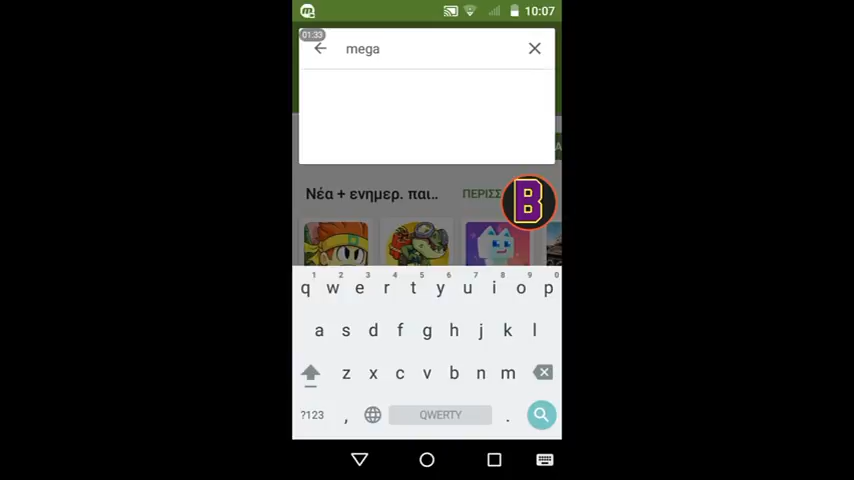 10:07
01:33
mega
Νέα + ενημερ. παι..
ΠΕΡΙΣΣ
B
1 2 3 4 5 6 7 8 9 0
q w e r t y u i o p
a s d f g h j k l
z x c v b n m
?123 , QWERTY .